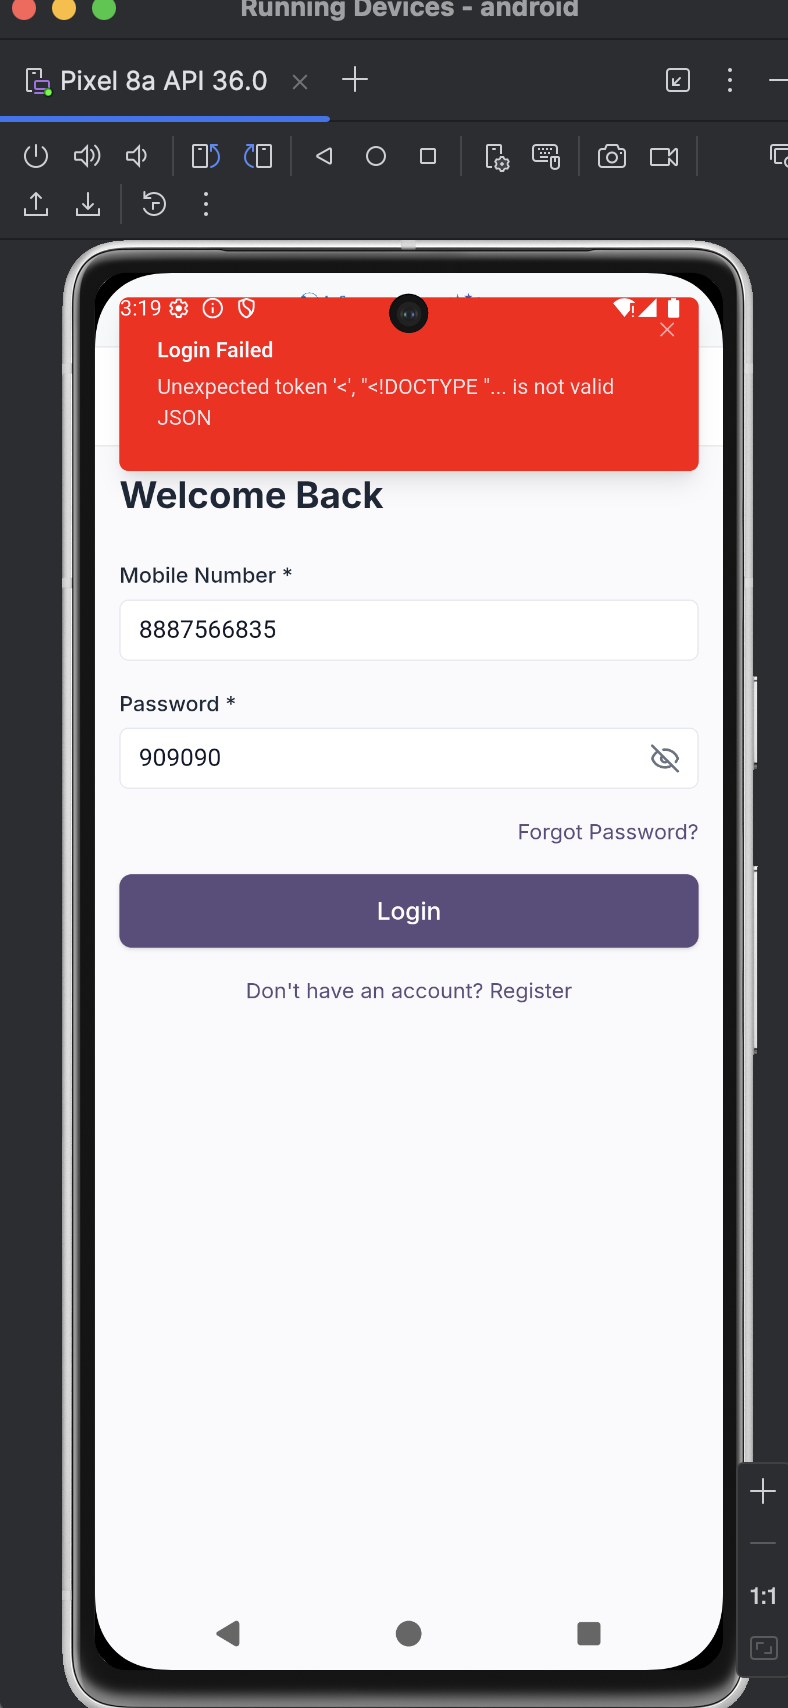 Running Devices - android
Pixel 8a API 36.0
3:19
Login Failed
Unexpected token '<', "<!DOCTYPE "... is not valid
JSON
Welcome Back
Mobile Number *
8887566835
Password *
909090
Forgot Password?
Login
Don't have an account? Register
1:1